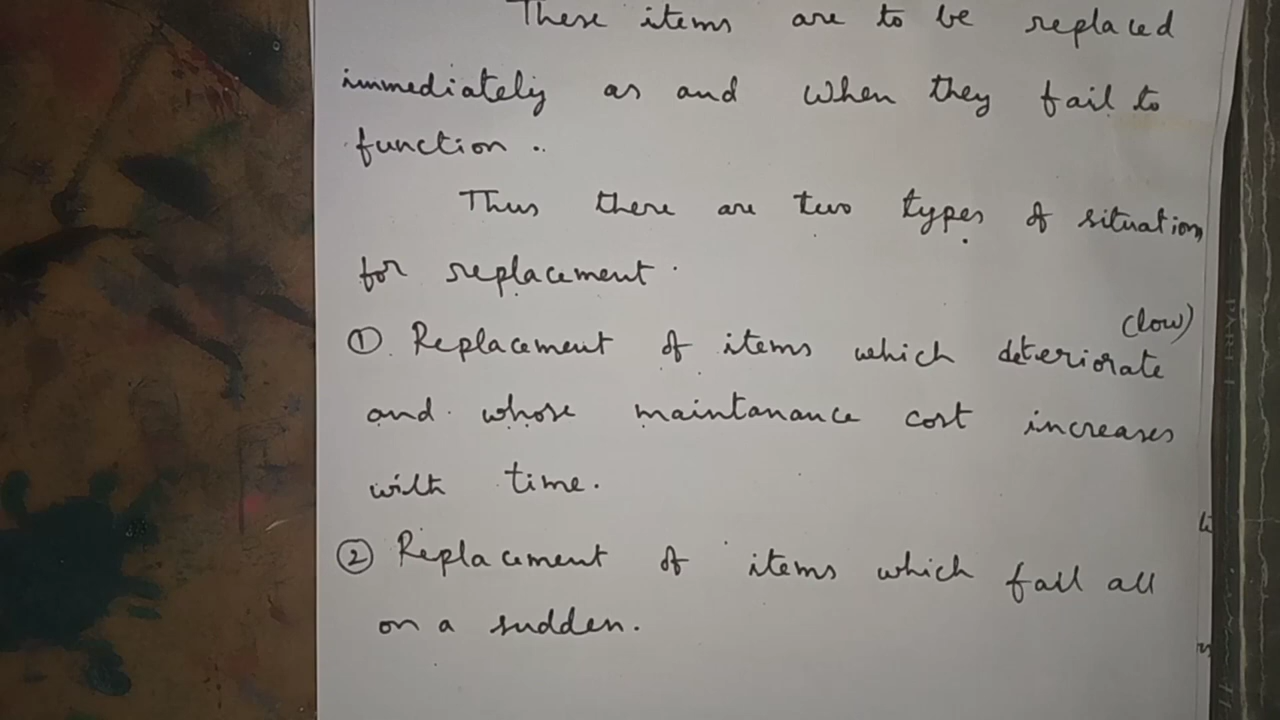 These items are to be replaced
immediately as and when they fail to
function ..
Thus there are two types of situation
for replacement.
(low)
① Replacement of items which deteriorate
and whose maintanance cost increases
with time.
② Replacement of items which fail all
on a sudden.